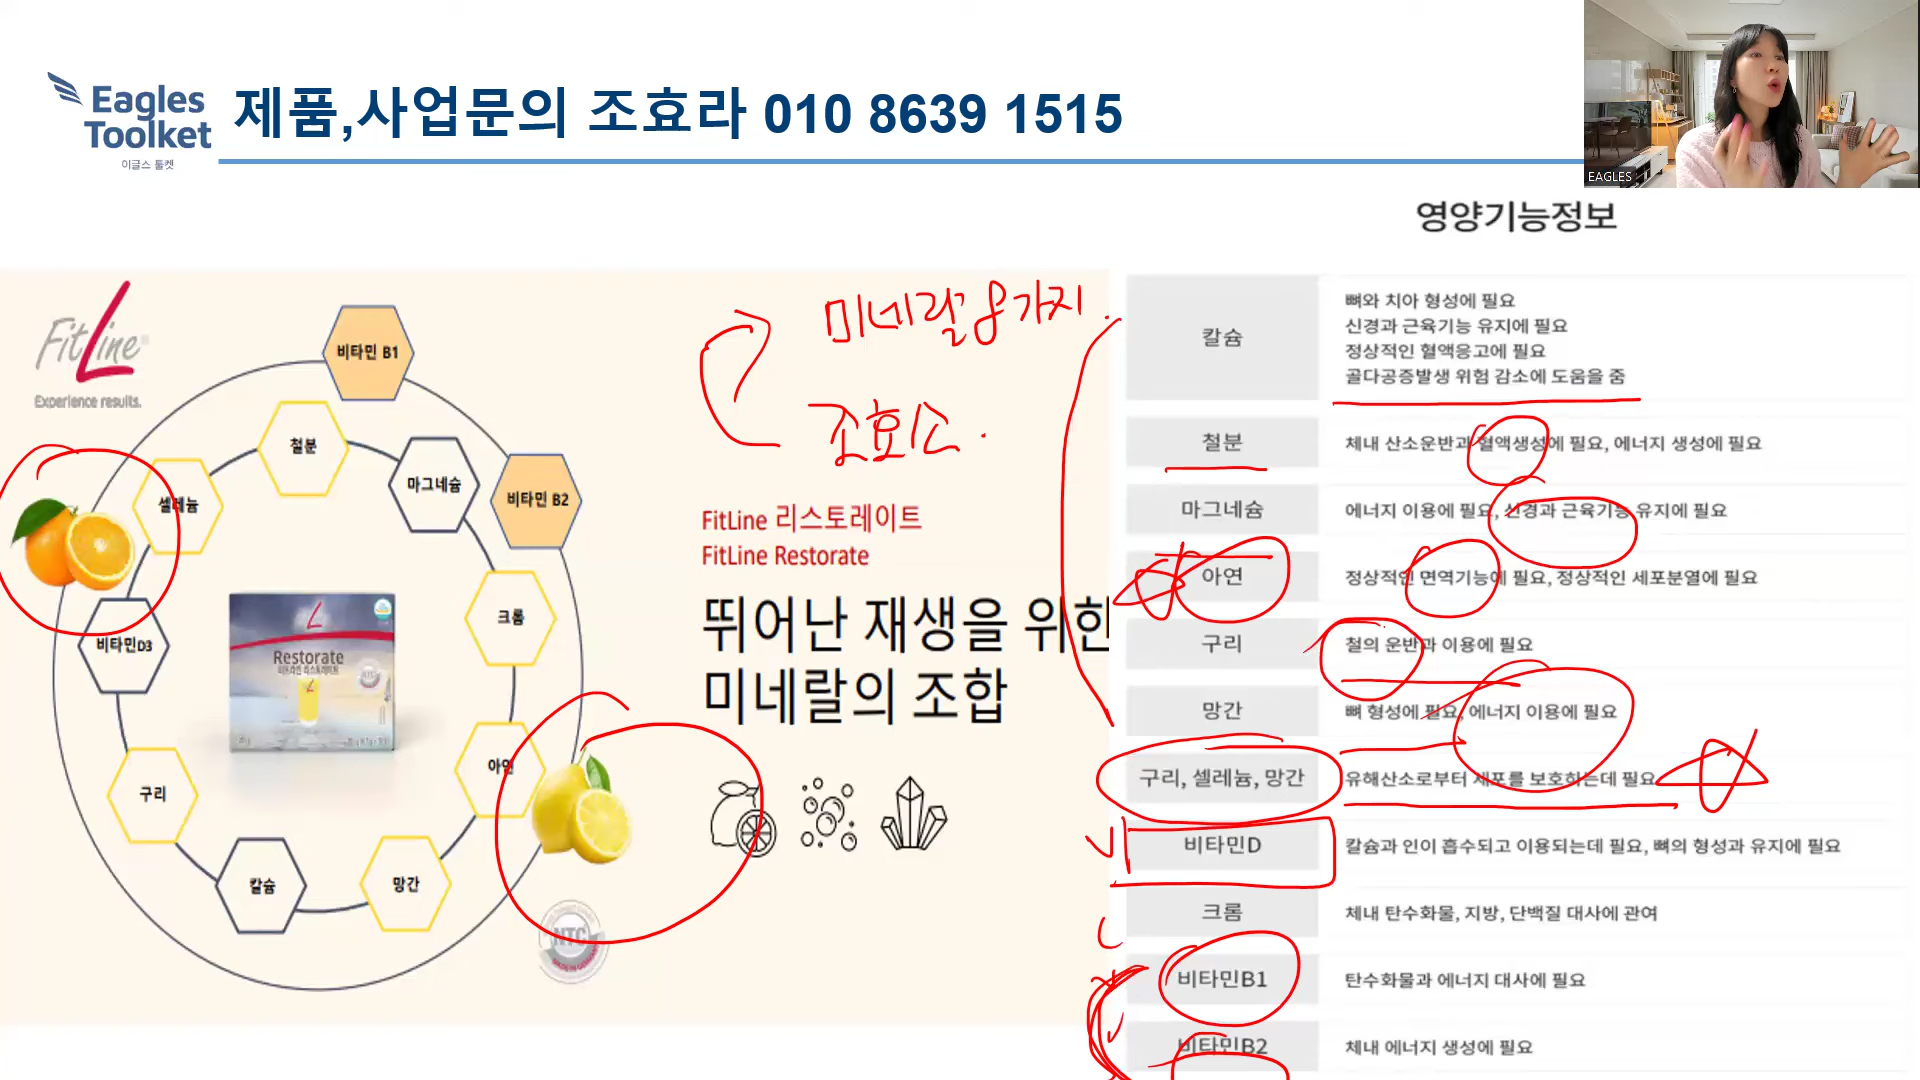 Eagles
Toolket
이글스 툴켓
제품,사업문의 조효라 010 8639 1515
EAGLES
영양기능정보
FitLine
Experience results.
비타민 B1
철분
마그네슘
비타민 B2
셀레늄
크롬
비타민D3
아연
구리
칼슘
망간
Restorate
NTC
미네랄 8가지.
조효소.
FitLine 리스토레이트
FitLine Restorate
뛰어난 재생을 위한
미네랄의 조합
칼슘
뼈와 치아 형성에 필요
신경과 근육기능 유지에 필요
정상적인 혈액응고에 필요
골다공증발생 위험 감소에 도움을 줌
철분
체내 산소운반과 혈액생성에 필요, 에너지 생성에 필요
마그네슘
에너지 이용에 필요, 신경과 근육기능 유지에 필요
아연
정상적인 면역기능에 필요, 정상적인 세포분열에 필요
구리
철의 운반과 이용에 필요
망간
뼈 형성에 필요, 에너지 이용에 필요
구리, 셀레늄, 망간
유해산소로부터 세포를 보호하는데 필요
비타민D
칼슘과 인이 흡수되고 이용되는데 필요, 뼈의 형성과 유지에 필요
크롬
체내 탄수화물, 지방, 단백질 대사에 관여
비타민B1
탄수화물과 에너지 대사에 필요
비타민B2
체내 에너지 생성에 필요